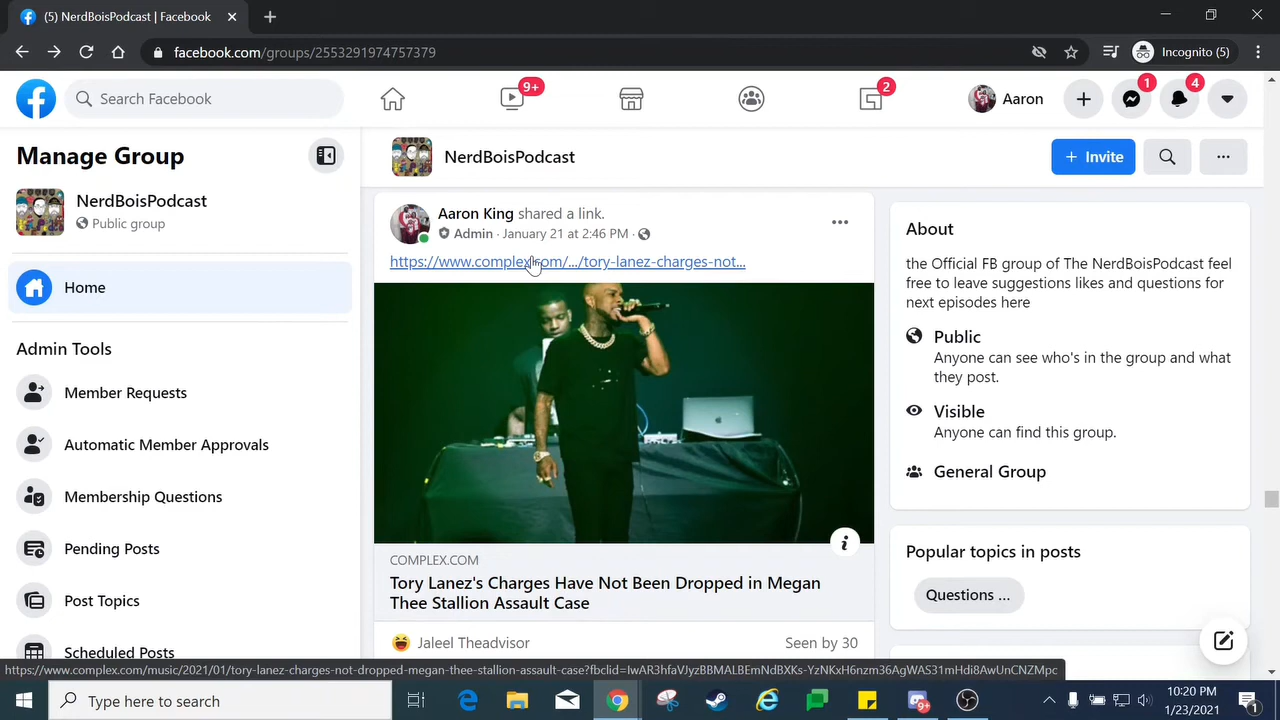 (5) NerdBoisPodcast | Facebook
facebook.com/groups/2553291974757379
Incognito (5)
Search Facebook
9+
2
Aaron
1
4
Manage Group
NerdBoisPodcast
Public group
Home
Admin Tools
Member Requests
Automatic Member Approvals
Membership Questions
Pending Posts
Post Topics
Scheduled Posts
NerdBoisPodcast
+ Invite
Aaron King shared a link.
Admin · January 21 at 2:46 PM ·
https://www.complex.com/.../tory-lanez-charges-not...
COMPLEX.COM
Tory Lanez's Charges Have Not Been Dropped in Megan
Thee Stallion Assault Case
Jaleel Theadvisor
Seen by 30
About
the Official FB group of The NerdBoisPodcast feel
free to leave suggestions likes and questions for
next episodes here
Public
Anyone can see who's in the group and what
they post.
Visible
Anyone can find this group.
General Group
Popular topics in posts
Questions ...
https://www.complex.com/music/2021/01/tory-lanez-charges-not-dropped-megan-thee-stallion-assault-case?fbclid=IwAR3hfaVJyzBBMALBEmNdBXKs-YzNKxH6nzm36AgWAS31mHdi8AwUnCNZMpc
Type here to search
9+
10:20 PM
1/23/2021
1